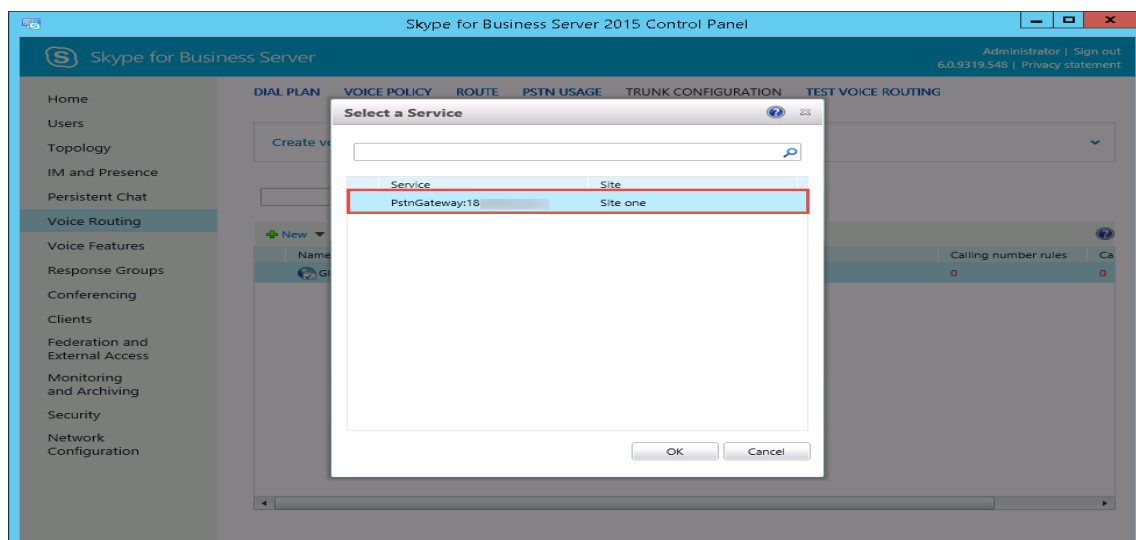 Skype for Business Server 2015 Control Panel
Skype for Business Server
Administrator | Sign out
6.0.9319.548 | Privacy statement
Home
Users
Topology
IM and Presence
Persistent Chat
Voice Routing
Voice Features
Response Groups
Conferencing
Clients
Federation and
External Access
Monitoring
and Archiving
Security
Network
Configuration
DIAL PLAN VOICE POLICY ROUTE PSTN USAGE TRUNK CONFIGURATION TEST VOICE ROUTING
Create
New
Name
Calling number rules Ca
0 0
Select a Service
Service Site
PstnGateway:18 Site one
OK Cancel